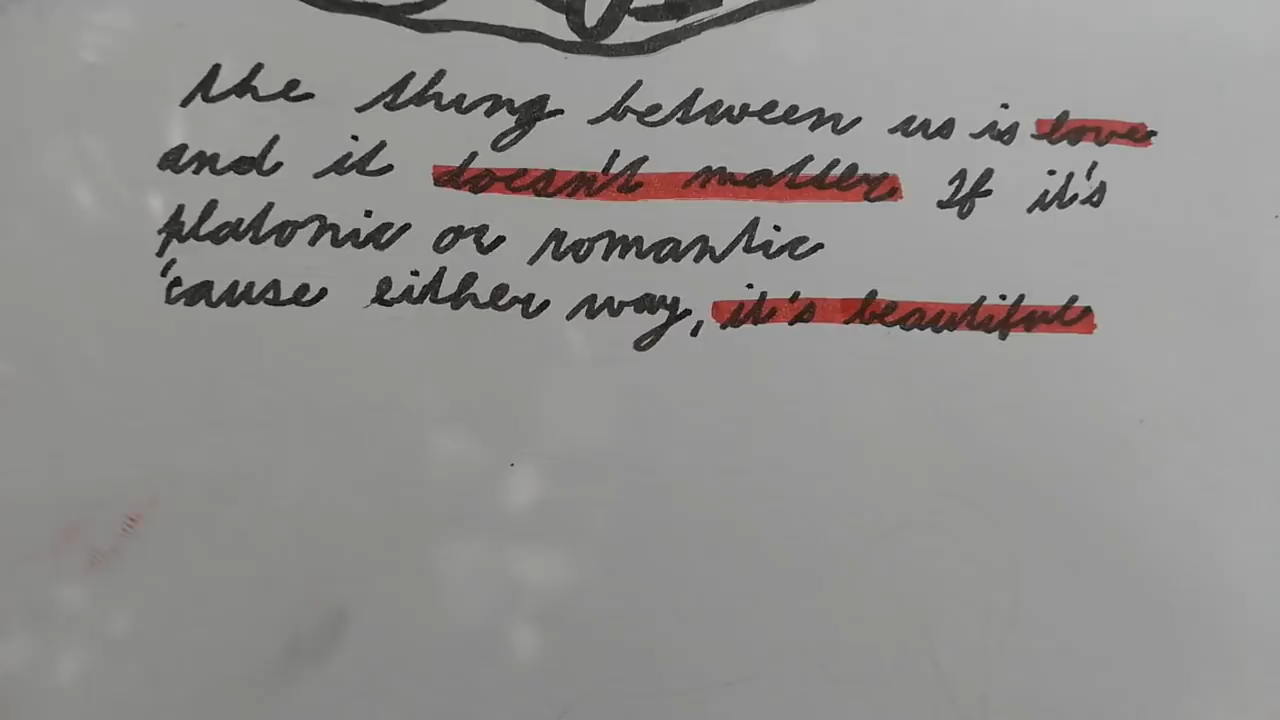 the thing between us is love
and it doesn't matter If it's
platonic or romantic
'cause either way, it's beautiful